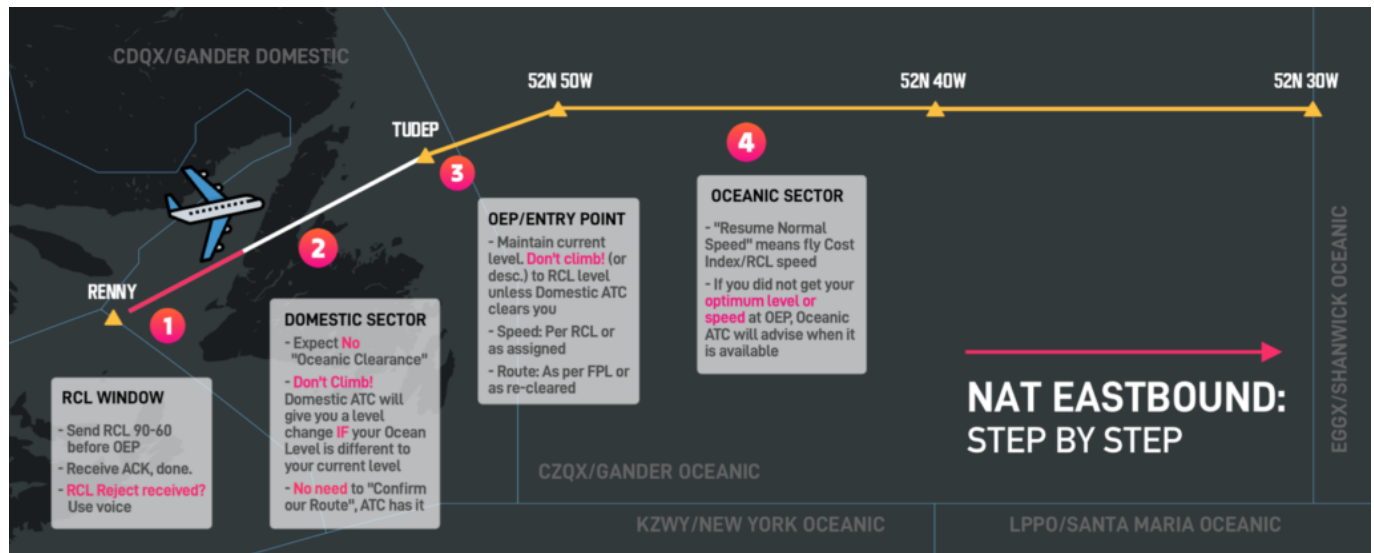 CDQX/GANDER DOMESTIC
52N 50W
52N 40W
52N 30W
TUDEP
RENNY
1
2
3
4
RCL WINDOW
- Send RCL 90-60
before OEP
- Receive ACK, done.
- RCL Reject received?
Use voice
DOMESTIC SECTOR
- Expect No
"Oceanic Clearance"
- Don't Climb!
Domestic ATC will
give you a level
change IF your Ocean
Level is different to
your current level
- No need to "Confirm
our Route", ATC has it
OEP/ENTRY POINT
- Maintain current
level. Don't climb! (or
desc.) to RCL level
unless Domestic ATC
clears you
- Speed: Per RCL or
as assigned
- Route: As per FPL or
as re-cleared
OCEANIC SECTOR
- "Resume Normal
Speed" means fly Cost
Index/RCL speed
- If you did not get your
optimum level or
speed at OEP, Oceanic
ATC will advise when it
is available
NAT EASTBOUND:
STEP BY STEP
EGGX/SHANWICK OCEANIC
CZQX/GANDER OCEANIC
KZWY/NEW YORK OCEANIC
LPPO/SANTA MARIA OCEANIC